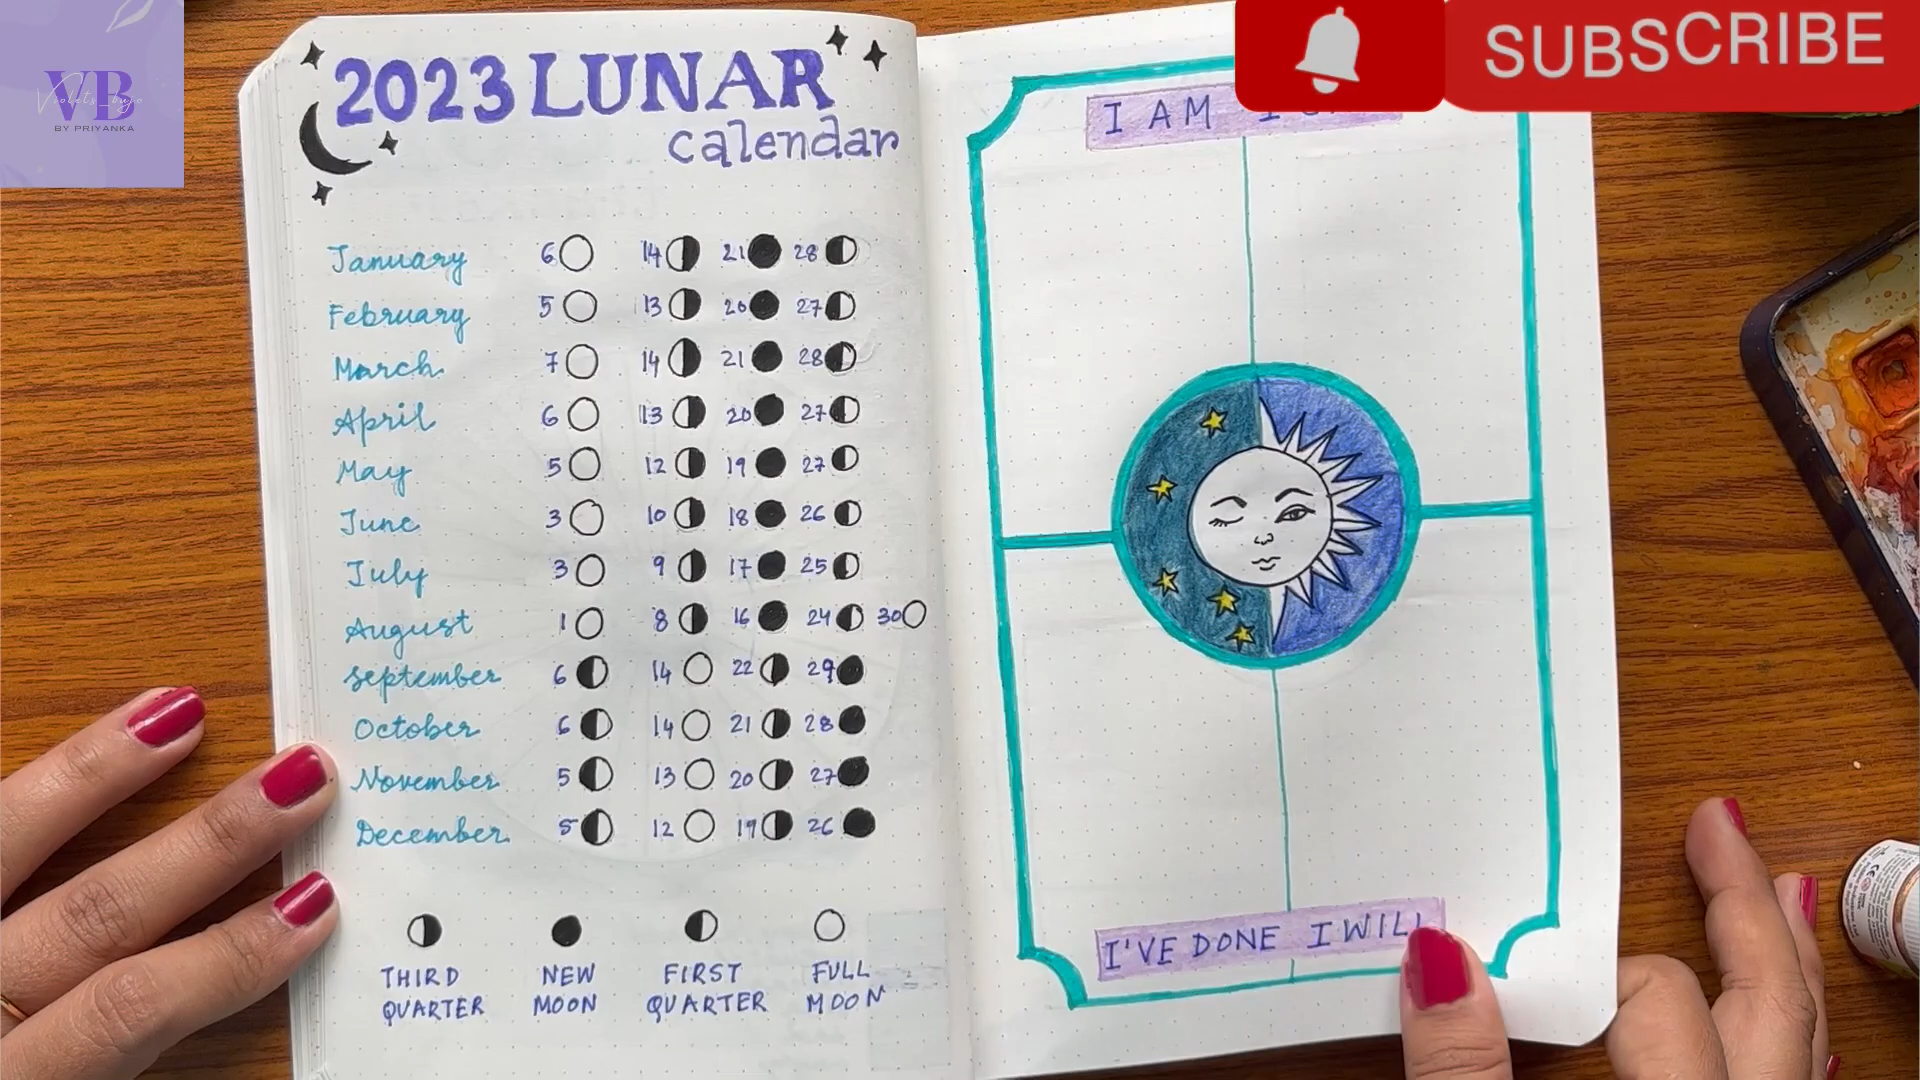 VB
Violets_bujo
BY PRIYANKA
2023 LUNAR
calendar
January 6 14 21 28
February 5 13 20 27
March 7 14 21 28
April 6 13 20 27
May 5 12 19 27
June 3 10 18 26
July 3 9 17 25
August 1 8 16 24 30
September 6 14 22 29
October 6 14 21 28
November 5 13 20 27
December 5 12 19 26
THIRD QUARTER
NEW MOON
FIRST QUARTER
FULL MOON
SUBSCRIBE
I AM
I'VE DONE I WILL